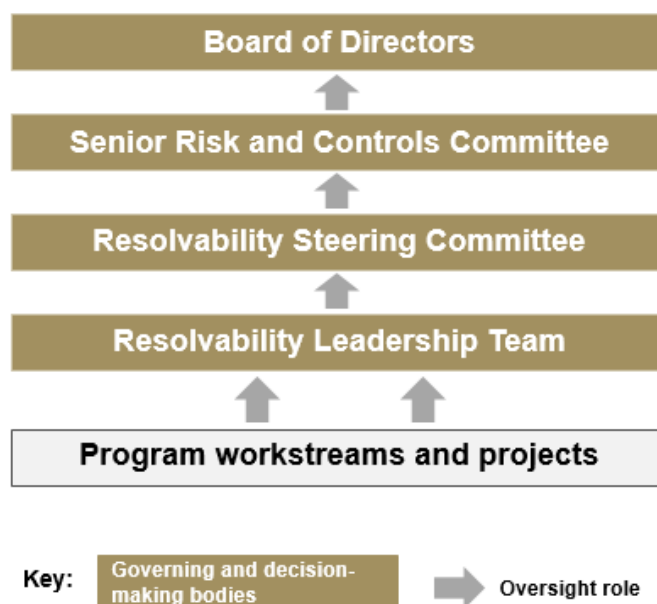 Board of Directors
Senior Risk and Controls Committee
Resolvability Steering Committee
Resolvability Leadership Team
Program workstreams and projects
Key:
Governing and decision-
making bodies
Oversight role